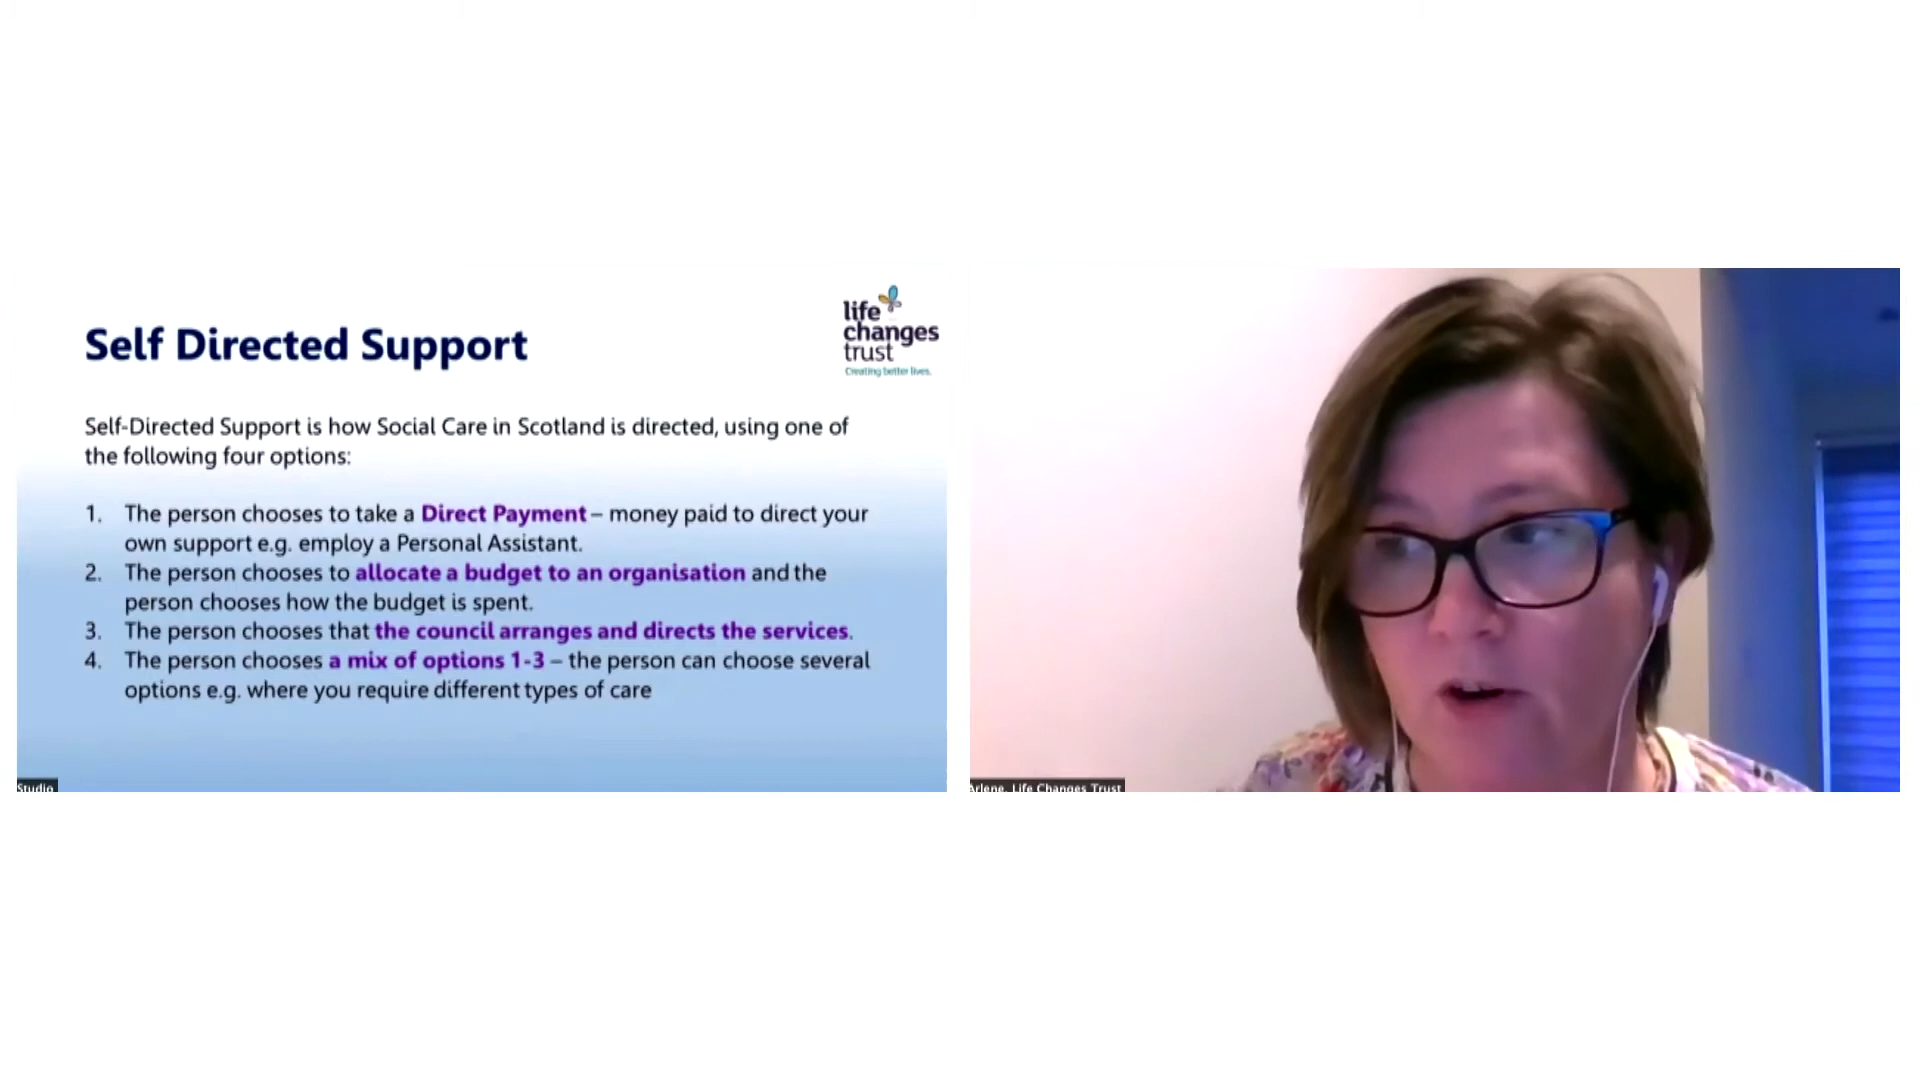 life
changes
trust
Creating better lives.
Self Directed Support
Self-Directed Support is how Social Care in Scotland is directed, using one of
the following four options:
1. The person chooses to take a Direct Payment – money paid to direct your
own support e.g. employ a Personal Assistant.
2. The person chooses to allocate a budget to an organisation and the
person chooses how the budget is spent.
3. The person chooses that the council arranges and directs the services.
4. The person chooses a mix of options 1-3 – the person can choose several
options e.g. where you require different types of care
Studio
Arlene, Life Changes Trust